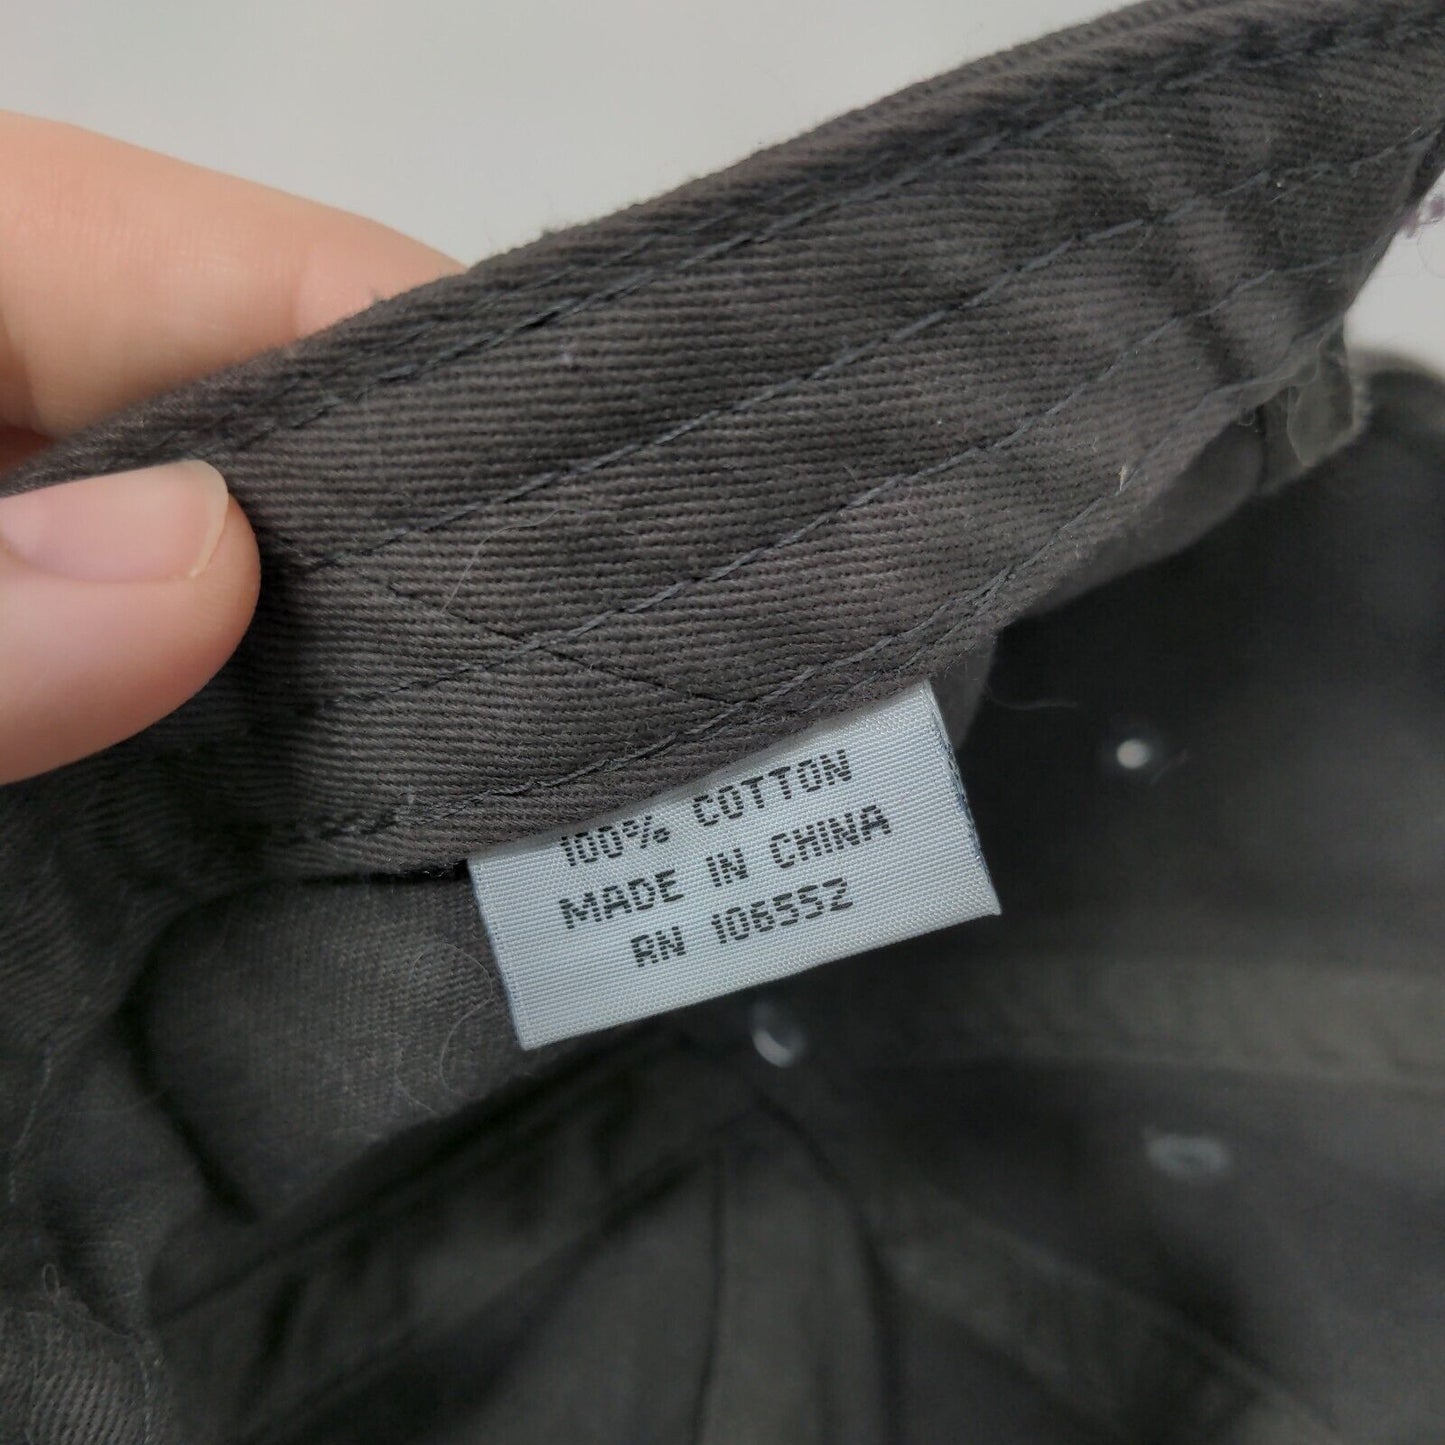 100% COTTON
MADE IN CHINA
RN 106552